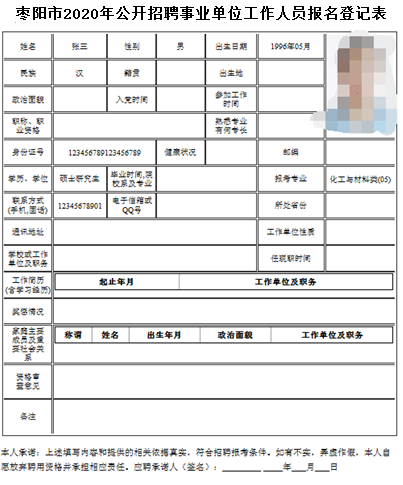 枣阳市2020年公开招聘事业单位工作人员报名登记表
姓名 张三 性别 男 出生日期 1996年05月
民族 汉 籍贯 出生地
政治面貌 入党时间 参加工作
时间
职称、职
业资格 熟悉专业
有何专长
身份证号 123456789123456789 健康状况 邮编
学历、学位 硕士研究生 毕业时间,院
校系及专业 报考专业 化工与材料类(05)
联系方式
(手机,固话) 12345678901 电子信箱或
QQ号 所处省份
通讯地址 工作单位性质
学校或工作
单位及职务 任现职时间
工作简历
(含学习经历) 起止年月 工作单位及职务
奖惩情况
家庭主要
成员及重
要社会关
系 称谓 姓名 出生年月 政治面貌 工作单位及职务
资格审
查意见
备注
本人承诺：上述填写内容和提供的相关依据真实，符合招聘报考条件。如有不实，弄虚作假，本人自
愿放弃聘用资格并承担相应责任。应聘承诺人（签名）：________ ____年___月___日